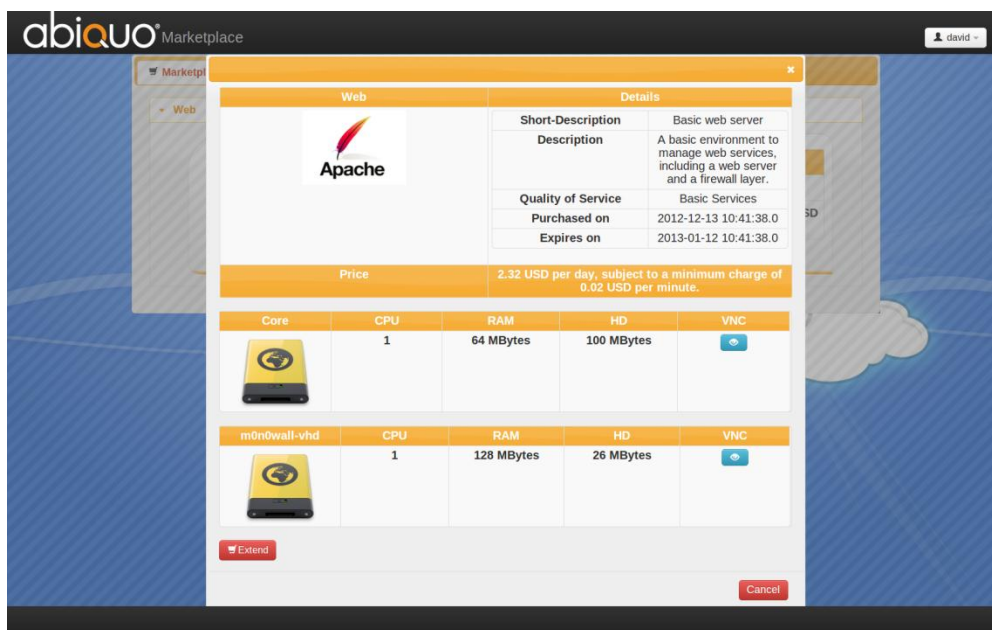 abiquo Marketplace
david
Marketpl
Web
Web Details
Apache
Short-Description Basic web server
Description A basic environment to
manage web services,
including a web server
and a firewall layer.
Quality of Service Basic Services
Purchased on 2012-12-13 10:41:38.0
Expires on 2013-01-12 10:41:38.0
SD
Price 2.32 USD per day, subject to a minimum charge of
0.02 USD per minute.
Core CPU RAM HD VNC
1 64 MBytes 100 MBytes
m0n0wall-vhd CPU RAM HD VNC
1 128 MBytes 26 MBytes
Extend
Cancel